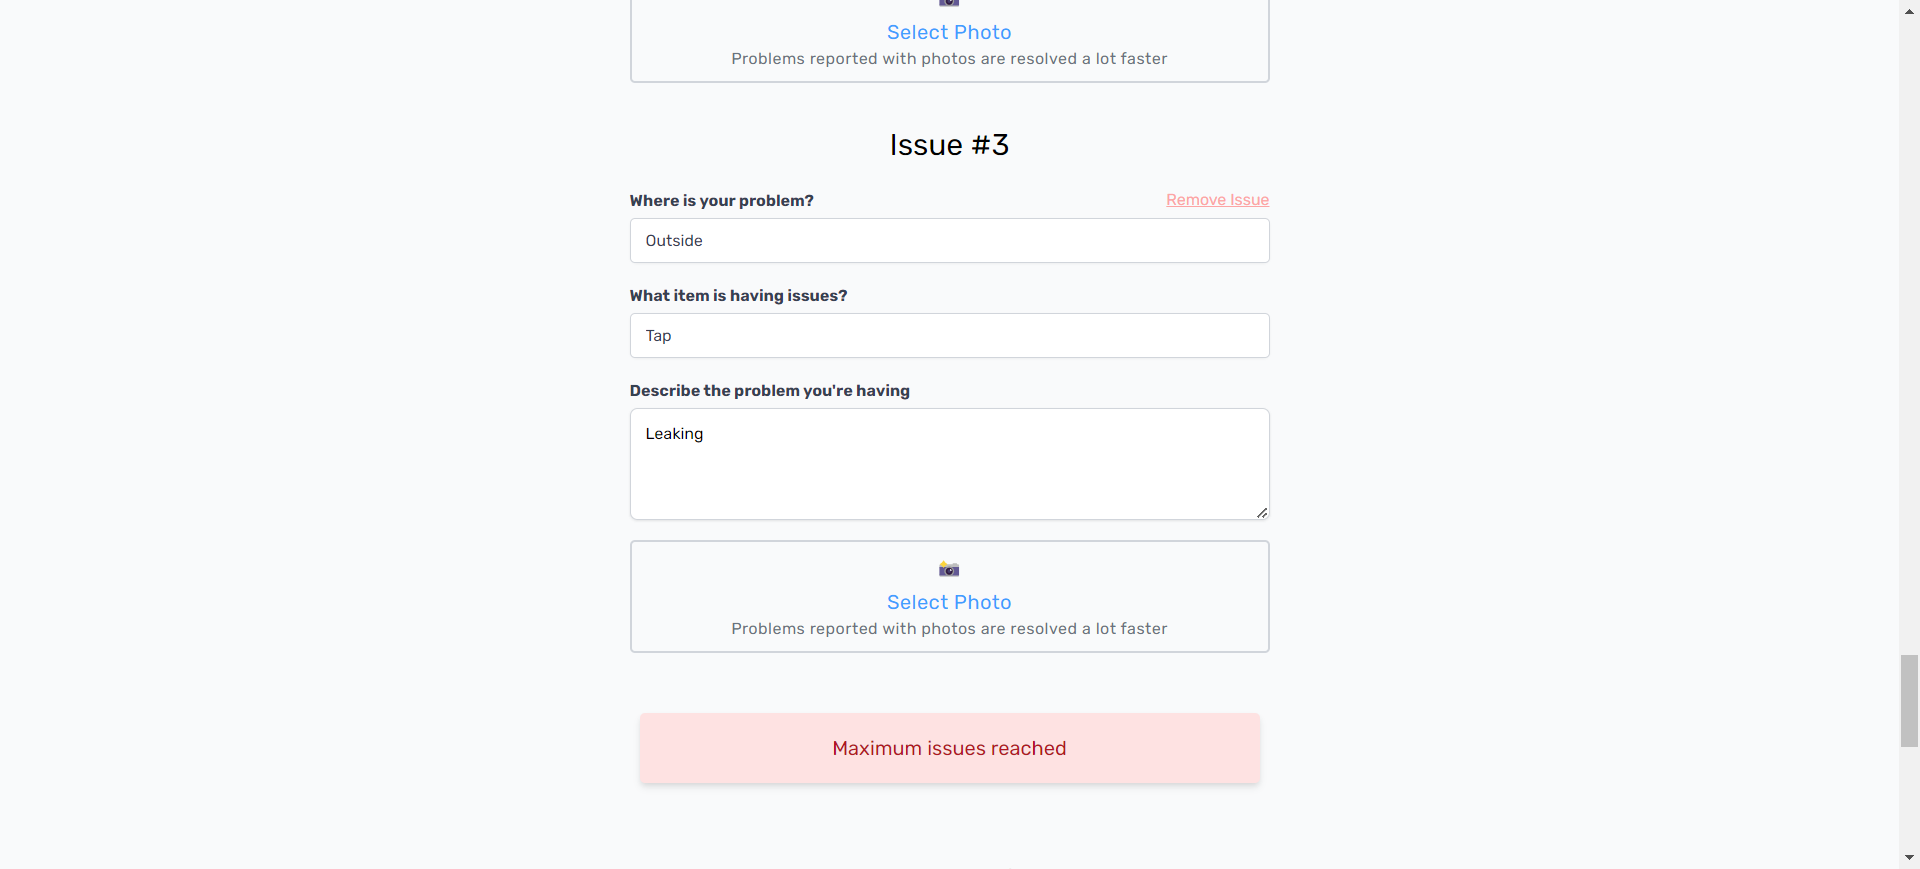 Select Photo
Problems reported with photos are resolved a lot faster
Issue #3
Where is your problem?
Remove Issue
Outside
What item is having issues?
Tap
Describe the problem you're having
Leaking
Select Photo
Problems reported with photos are resolved a lot faster
Maximum issues reached